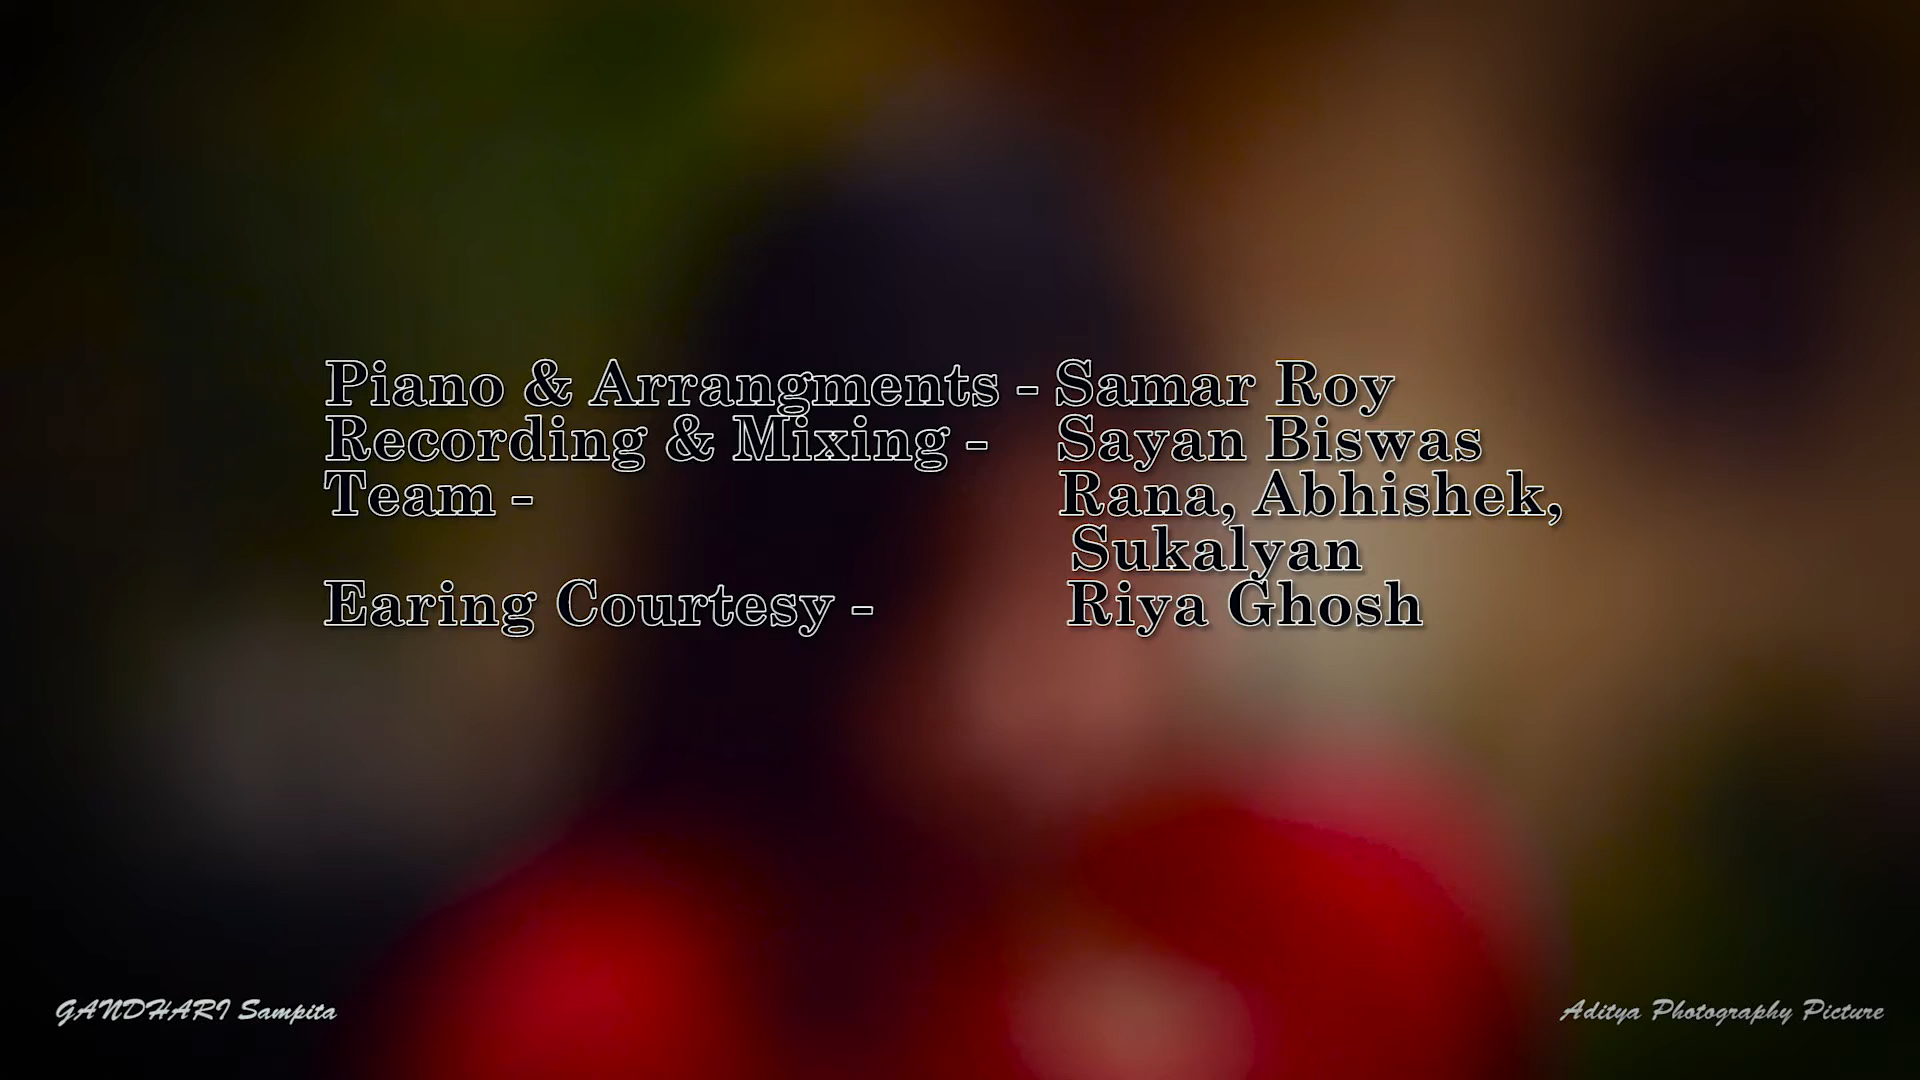 Piano & Arrangments - Samar Roy
Recording & Mixing - Sayan Biswas
Team - Rana, Abhishek,
Sukalyan
Earing Courtesy - Riya Ghosh
GANDHARI Sampita
Aditya Photography Picture